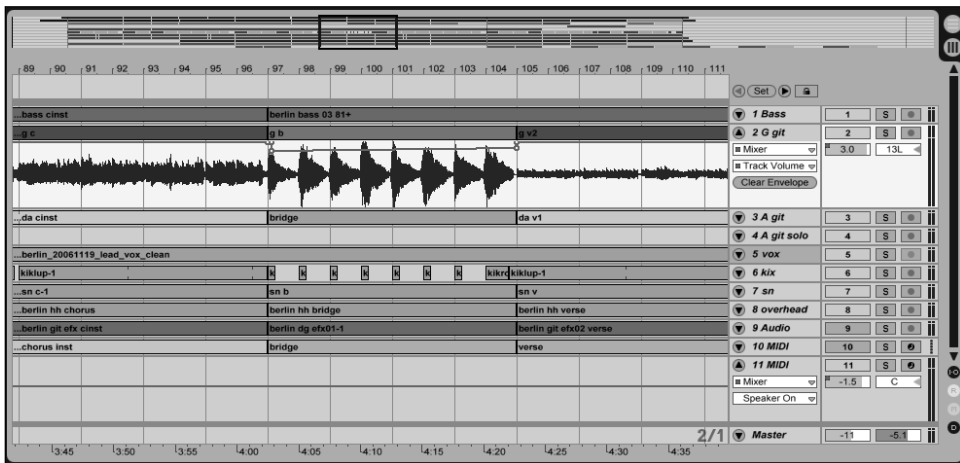 89 90 91 92 93 94 95 96 97 98 99 100 101 102 103 104 105 106 107 108 109 110 111
Set
...bass cinst berlin bass 03 81+ 1 Bass 1 S
...g c g b g v2 2 G git 2 S
Mixer 3.0 13L
Track Volume
Clear Envelope
...da cinst bridge da v1 3 A git 3 S
4 A git solo 4 S
...berlin_20061119_lead_vox_clean 5 vox 5 S
kiklup-1 k k k k k k k kikro kiklup-1 6 kix 6 S
...sn c-1 sn b sn v 7 sn 7 S
...berlin hh chorus berlin hh bridge berlin hh verse 8 overhead 8 S
...berlin git efx cinst berlin dg efx01-1 berlin git efx02 verse 9 Audio 9 S
...chorus inst bridge verse 10 MIDI 10 S
11 MIDI 11 S
Mixer -1.5 C
Speaker On
2/1 Master -11 -5.1
3:45 3:50 3:55 4:00 4:05 4:10 4:15 4:20 4:25 4:30 4:35
I·O
R
D